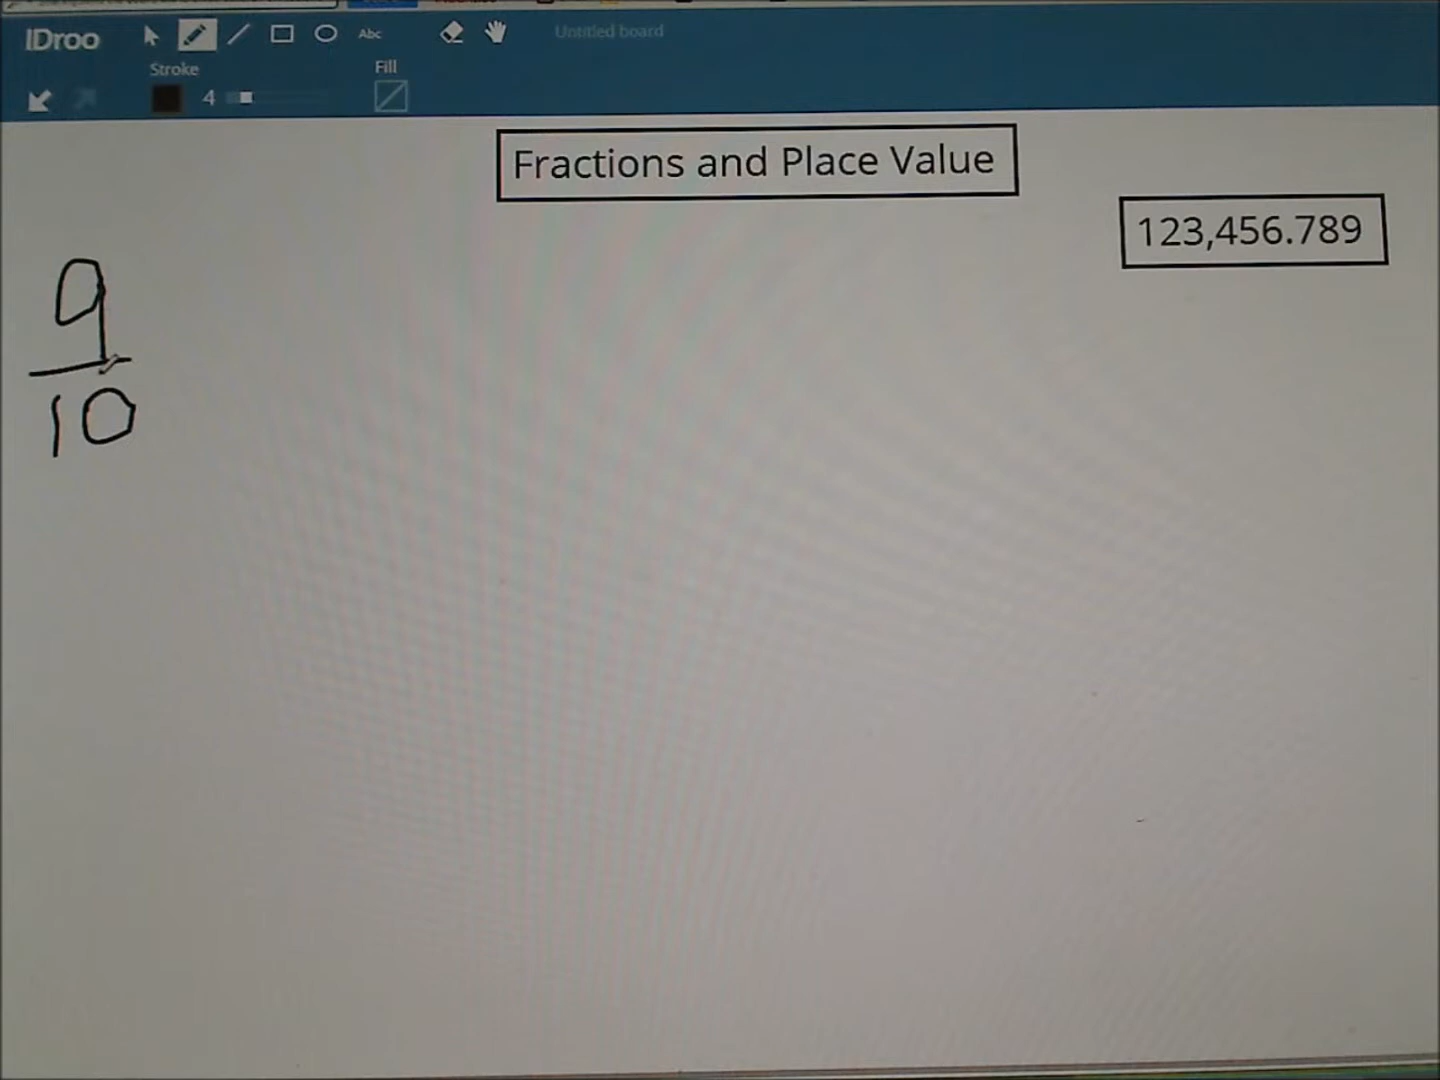 IDroo
Abc
Untitled board
Stroke
Fill
4
Fractions and Place Value
123,456.789
9
10